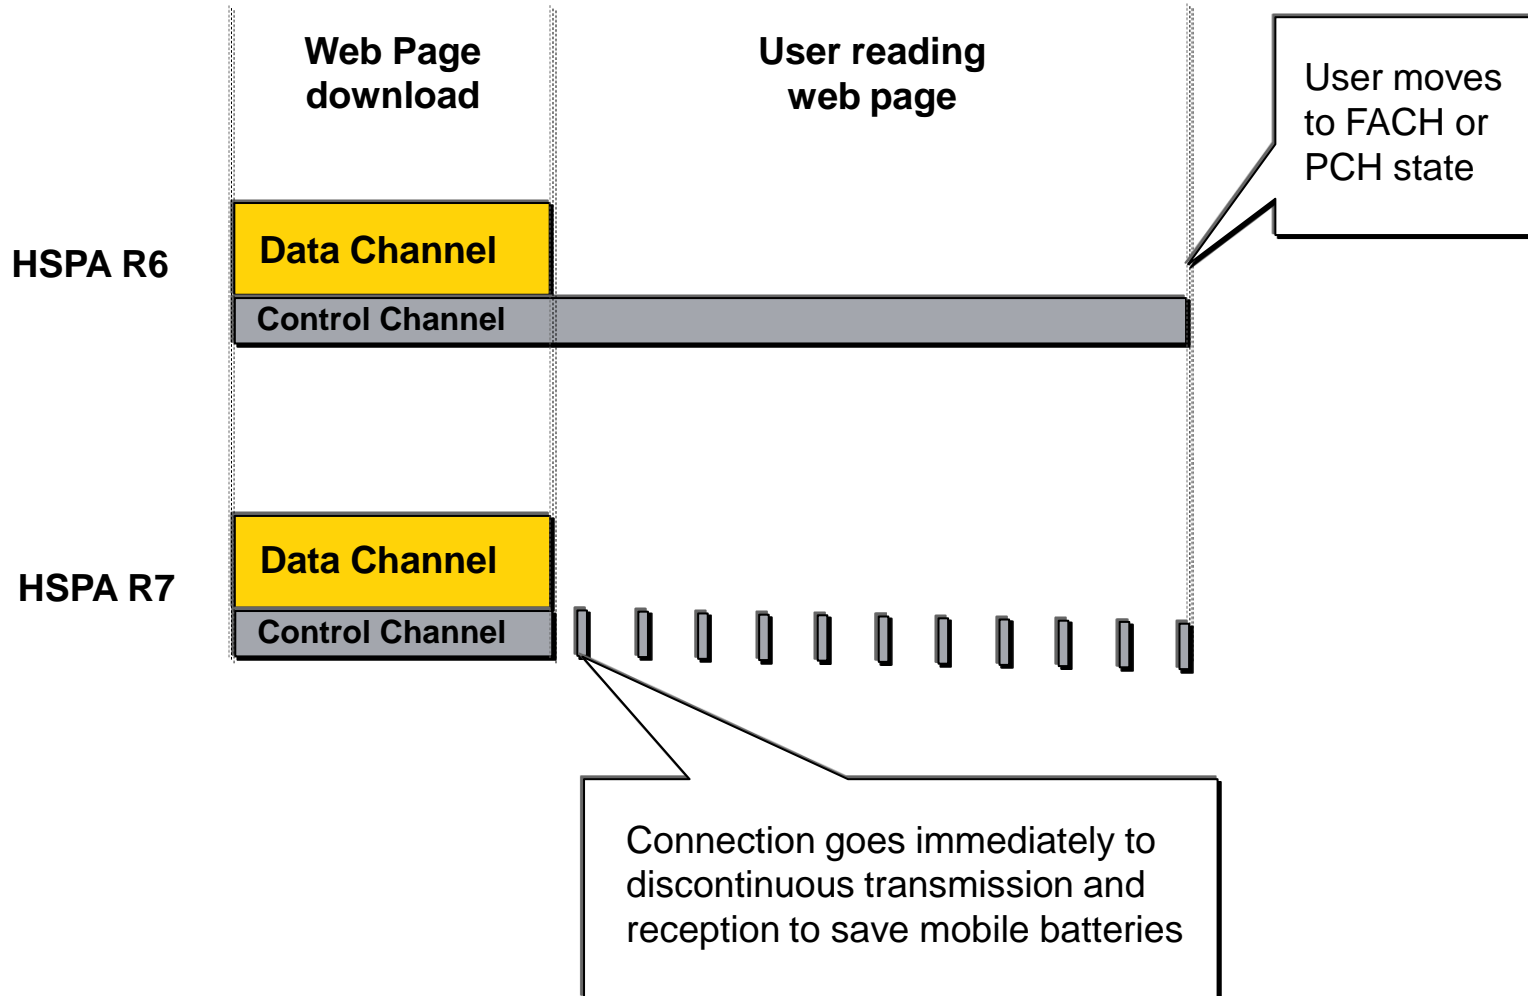 Web Page
download
User reading
web page
User moves
to FACH or
PCH state
HSPA R6
Data Channel
Control Channel
HSPA R7
Data Channel
Control Channel
Connection goes immediately to
discontinuous transmission and
reception to save mobile batteries